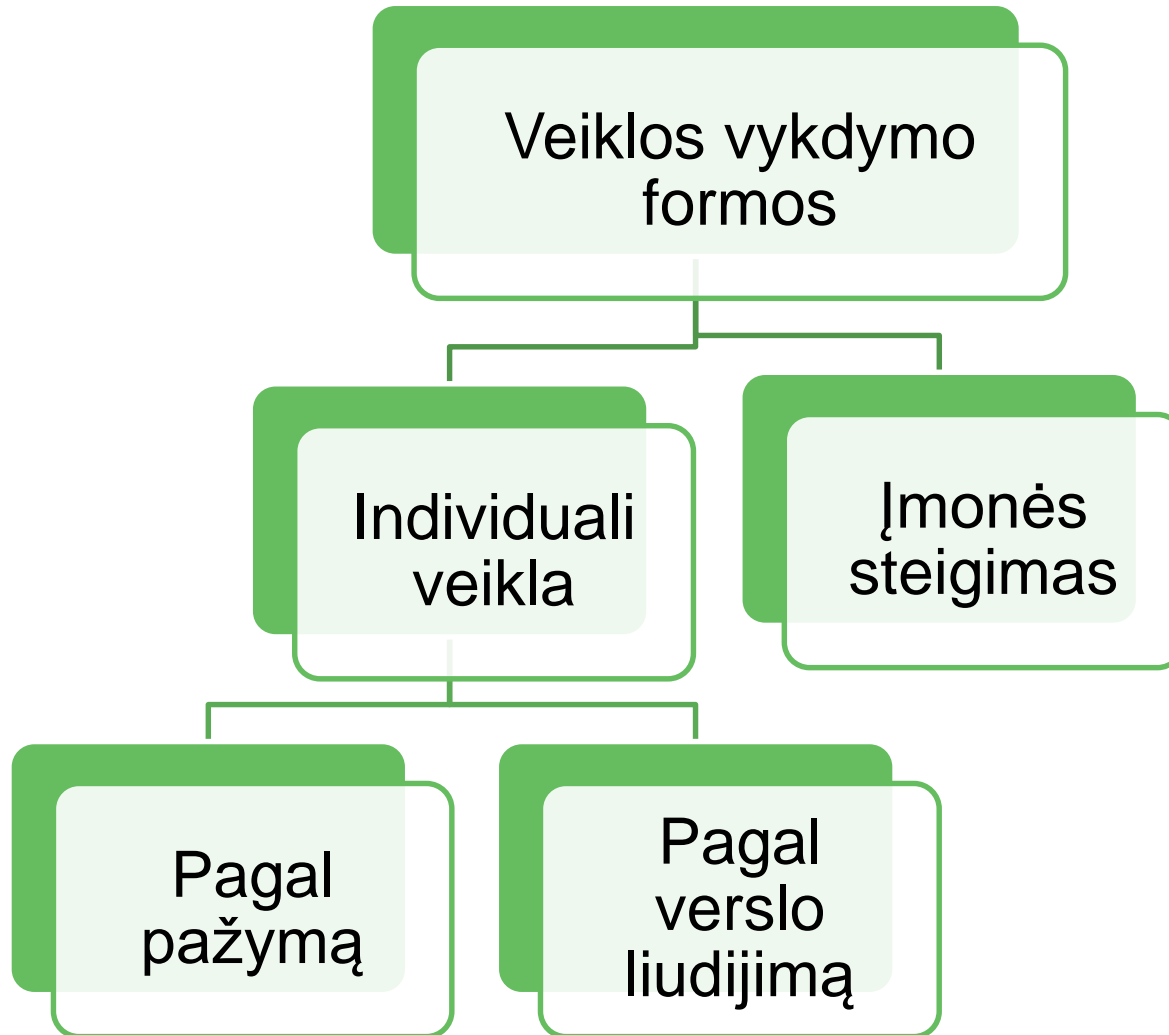 Veiklos vykdymo
formos
Individuali
veikla
Įmonės
steigimas
Pagal
pažymą
Pagal
verslo
liudijimą